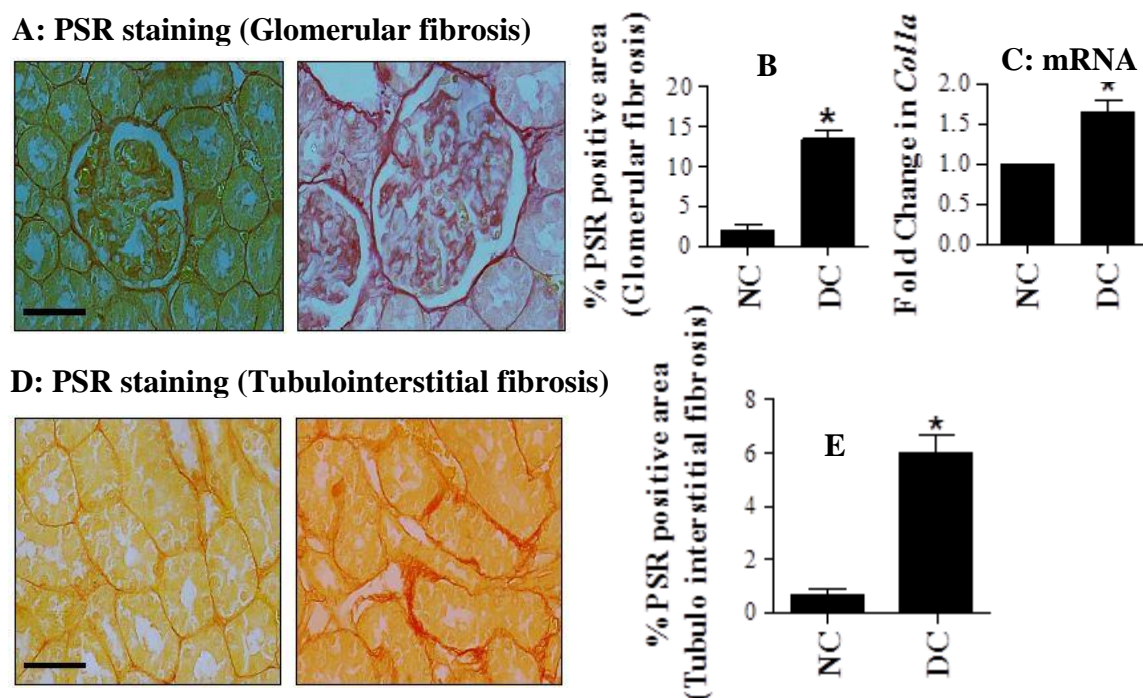 A: PSR staining (Glomerular fibrosis)
B
% PSR positive area
(Glomerular fibrosis)
20
15
10
5
0
*
NC
DC
C: mRNA
Fold Change in Col1a
2.0
1.5
1.0
0.5
0.0
*
NC
DC
D: PSR staining (Tubulointerstitial fibrosis)
E
% PSR positive area
(Tubulo interstitial fibrosis)
8
6
4
2
0
*
NC
DC